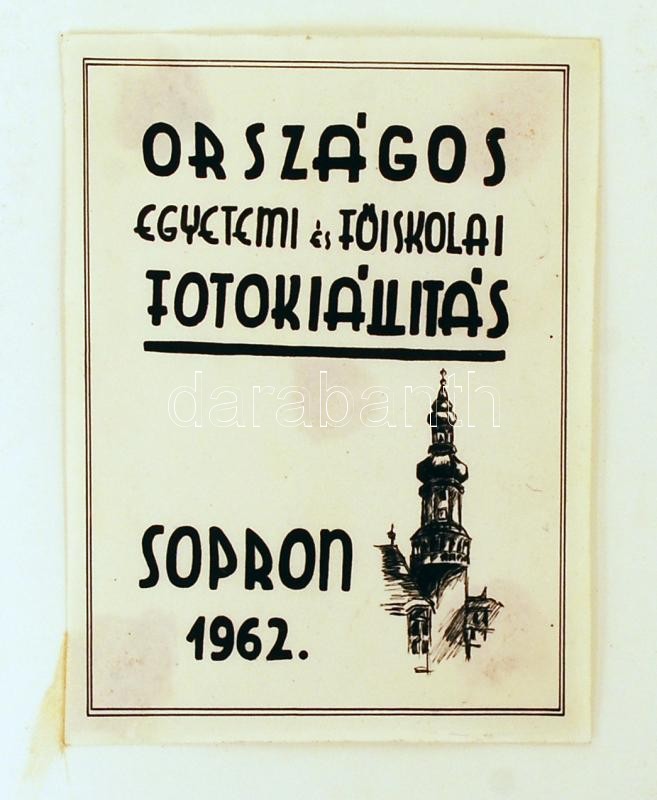 ORSZÁGOS
EGYETEMI és FŐISKOLAI
FOTOKIÁLLITÁS
darabanth
SOPRON
1962.